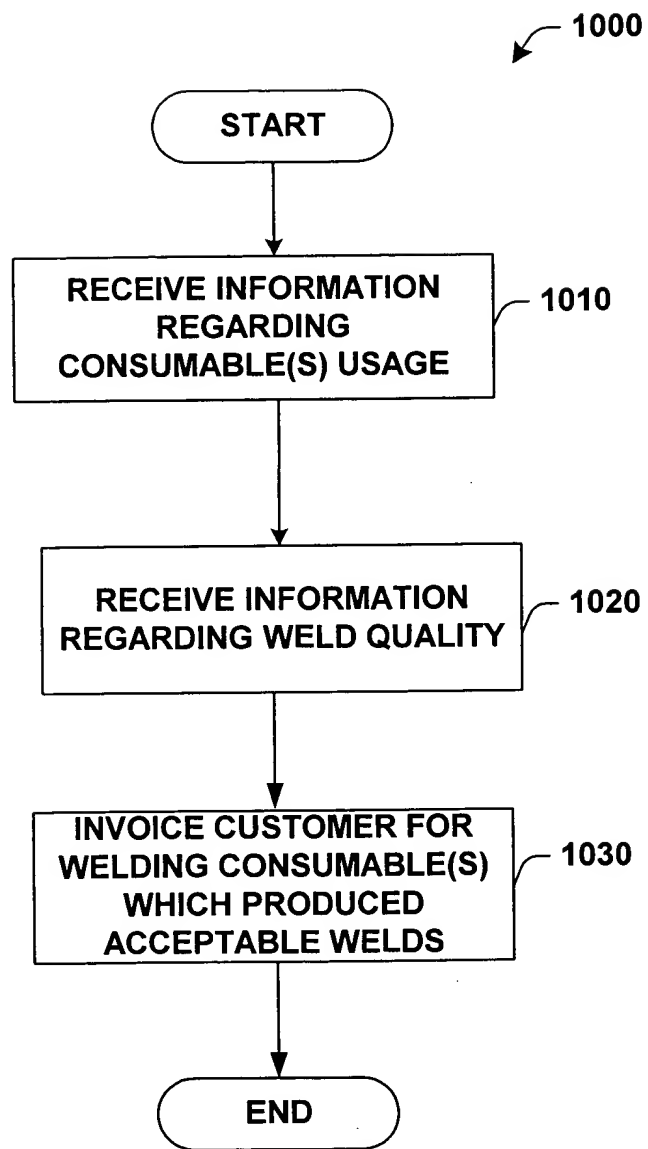 1000
START
RECEIVE INFORMATION
REGARDING
CONSUMABLE(S) USAGE
1010
RECEIVE INFORMATION
REGARDING WELD QUALITY
1020
INVOICE CUSTOMER FOR
WELDING CONSUMABLE(S)
WHICH PRODUCED
ACCEPTABLE WELDS
1030
END